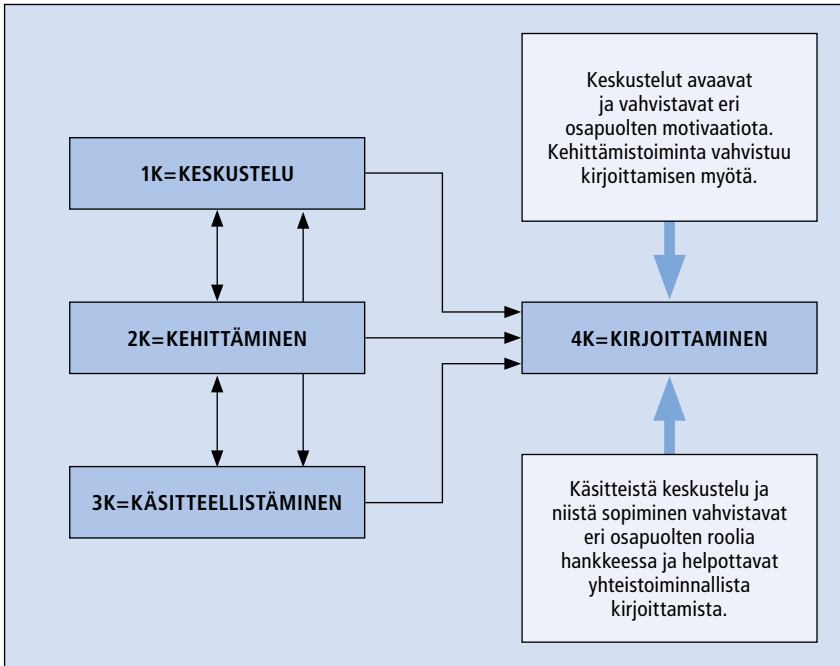 1K=KESKUSTELU
2K=KEHITTÄMINEN
3K=KÄSITTEELLISTÄMINEN
Keskustelut avaavat
ja vahvistavat eri
osapuolten motivaatiota.
Kehittämistoiminta vahvistuu
kirjoittamisen myötä.
4K=KIRJOITTAMINEN
Käsitteistä keskustelu ja
niistä sopiminen vahvistavat
eri osapuolten roolia
hankkeessa ja helpottavat
yhteistoiminnallista
kirjoittamista.